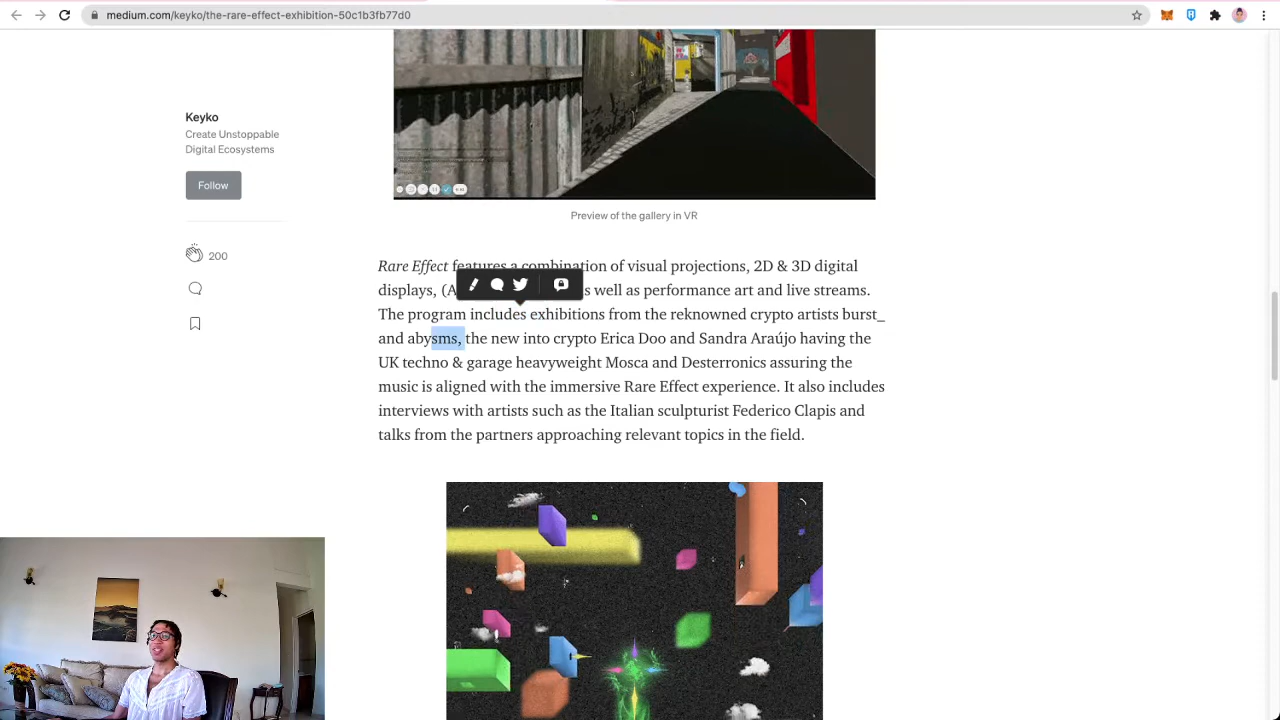 medium.com/keyko/the-rare-effect-exhibition-50c1b3fb77d0
Keyko
Create Unstoppable
Digital Ecosystems
Follow
200
Preview of the gallery in VR
Rare Effect features a combination of visual projections, 2D & 3D digital
displays, (A s well as performance art and live streams.
The program includes exhibitions from the reknowned crypto artists burst_
and abysms, the new into crypto Erica Doo and Sandra Araújo having the
UK techno & garage heavyweight Mosca and Desterronics assuring the
music is aligned with the immersive Rare Effect experience. It also includes
interviews with artists such as the Italian sculpturist Federico Clapis and
talks from the partners approaching relevant topics in the field.